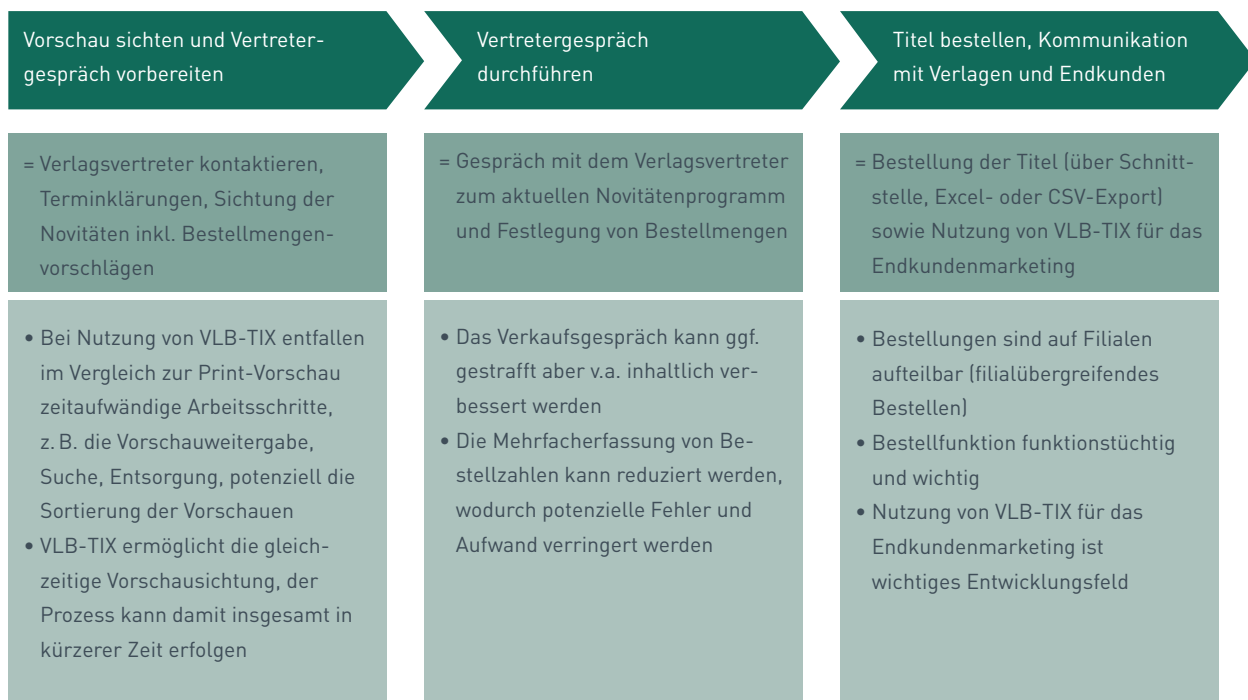 Vorschau sichten und Vertreter-
gespräch vorbereiten
Vertretergespräch
durchführen
Titel bestellen, Kommunikation
mit Verlagen und Endkunden
= Verlagsvertreter kontaktieren,
Terminklärungen, Sichtung der
Novitäten inkl. Bestellmengen-
vorschlägen
= Gespräch mit dem Verlagsvertreter
zum aktuellen Novitätenprogramm
und Festlegung von Bestellmengen
= Bestellung der Titel (über Schnitt-
stelle, Excel- oder CSV-Export)
sowie Nutzung von VLB-TIX für das
Endkundenmarketing
• Bei Nutzung von VLB-TIX entfallen
im Vergleich zur Print-Vorschau
zeitaufwändige Arbeitsschritte,
z. B. die Vorschauweitergabe,
Suche, Entsorgung, potenziell die
Sortierung der Vorschauen
• VLB-TIX ermöglicht die gleich-
zeitige Vorschausichtung, der
Prozess kann damit insgesamt in
kürzerer Zeit erfolgen
• Das Verkaufsgespräch kann ggf.
gestrafft aber v.a. inhaltlich ver-
bessert werden
• Die Mehrfacherfassung von Be-
stellzahlen kann reduziert werden,
wodurch potenzielle Fehler und
Aufwand verringert werden
• Bestellungen sind auf Filialen
aufteilbar (filialübergreifendes
Bestellen)
• Bestellfunktion funktionstüchtig
und wichtig
• Nutzung von VLB-TIX für das
Endkundenmarketing ist
wichtiges Entwicklungsfeld